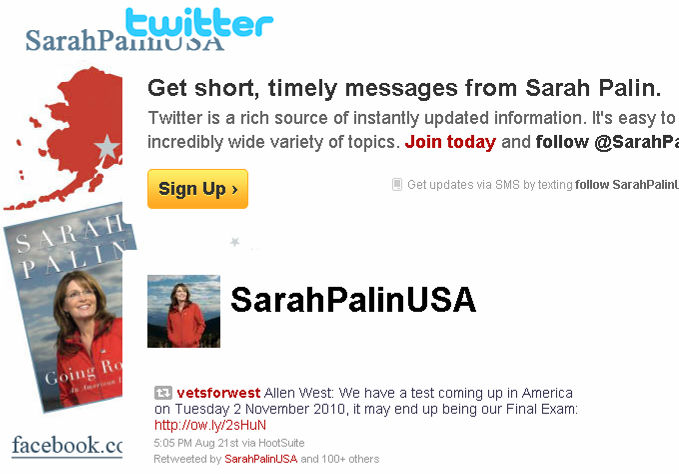 twitter
SarahPalinUSA
Get short, timely messages from Sarah Palin.
Twitter is a rich source of instantly updated information. It's easy to
incredibly wide variety of topics. Join today and follow @SarahPa
Sign Up ›
Get updates via SMS by texting follow SarahPalinU
SARAH
PALIN
Going Ro
An American L
SarahPalinUSA
vetsforwest Allen West: We have a test coming up in America
on Tuesday 2 November 2010, it may end up being our Final Exam:
http://ow.ly/2sHuN
5:05 PM Aug 21st via HootSuite
Retweeted by SarahPalinUSA and 100+ others
facebook.co